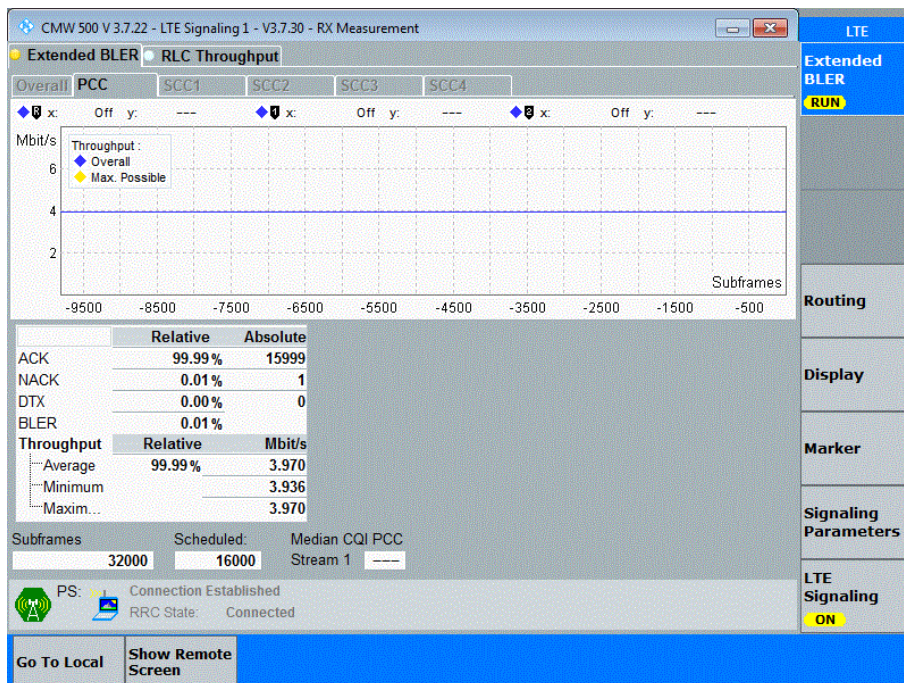 CMW 500 V 3.7.22 - LTE Signaling 1 - V3.7.30 - RX Measurement
Extended BLER RLC Throughput
Overall PCC SCC1 SCC2 SCC3 SCC4
R x: Off y: --- 1 x: Off y: --- 2 x: Off y: ---
Mbit/s
Throughput :
Overall
Max. Possible
6
4
2
Subframes
-9500 -8500 -7500 -6500 -5500 -4500 -3500 -2500 -1500 -500
Relative Absolute
ACK 99.99 % 15999
NACK 0.01 % 1
DTX 0.00 % 0
BLER 0.01 %
Throughput Relative Mbit/s
Average 99.99 % 3.970
Minimum 3.936
Maxim... 3.970
Subframes Scheduled: Median CQI PCC
32000 16000 Stream 1 ---
PS: Connection Established
RRC State: Connected
Go To Local
Show Remote
Screen
LTE
Extended
BLER
RUN
Routing
Display
Marker
Signaling
Parameters
LTE
Signaling
ON